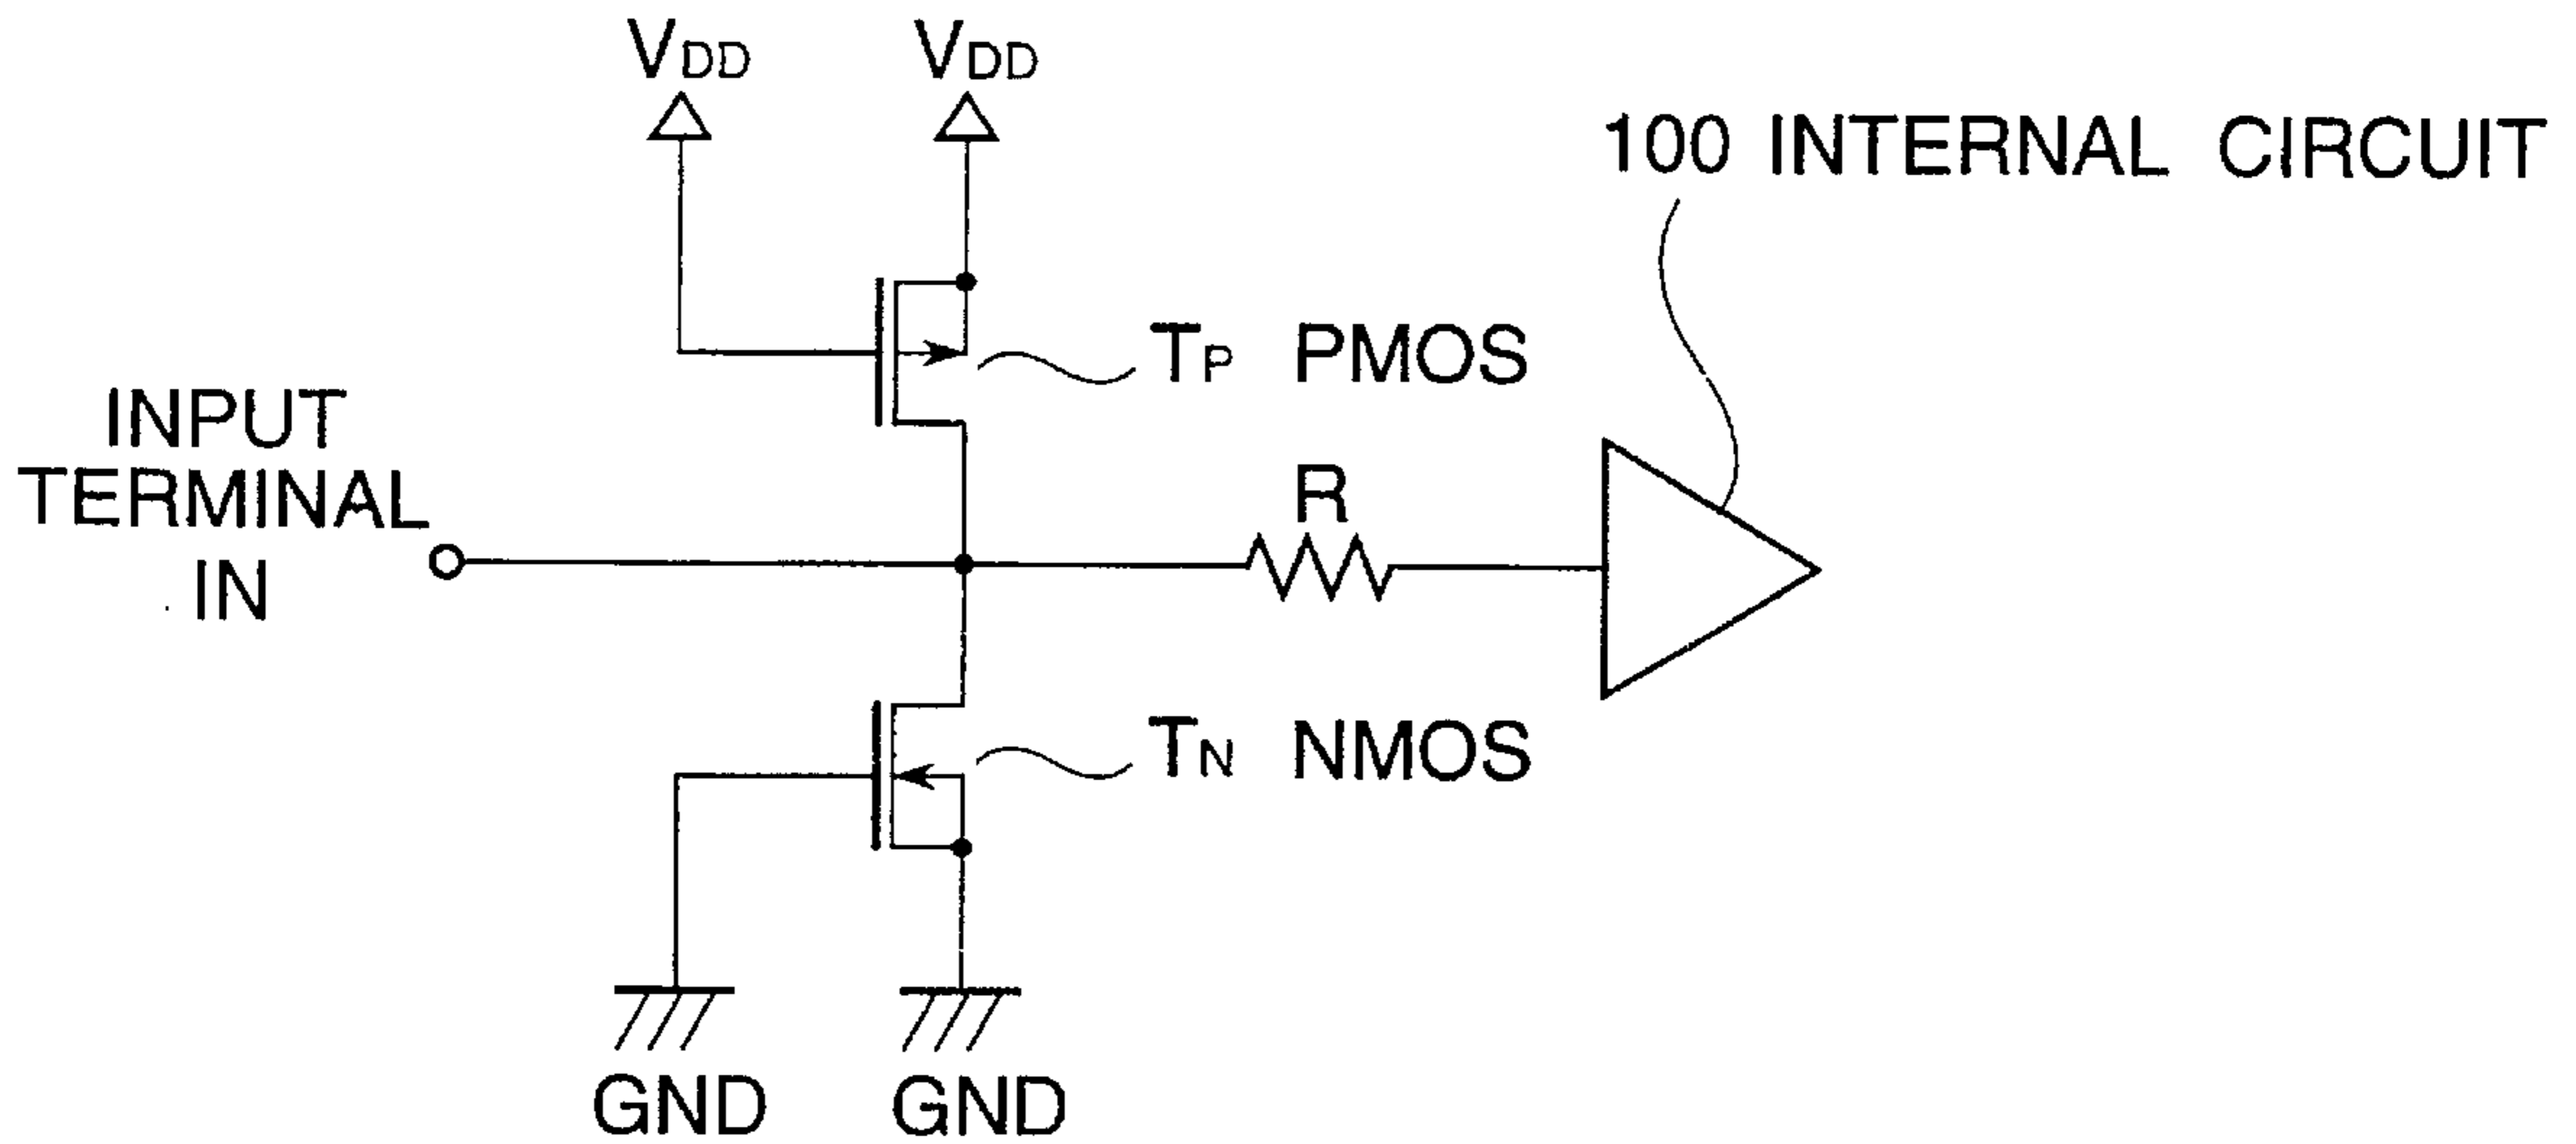 VDD VDD
100 INTERNAL CIRCUIT
TP PMOS
INPUT
TERMINAL
IN
R
TN NMOS
GND GND